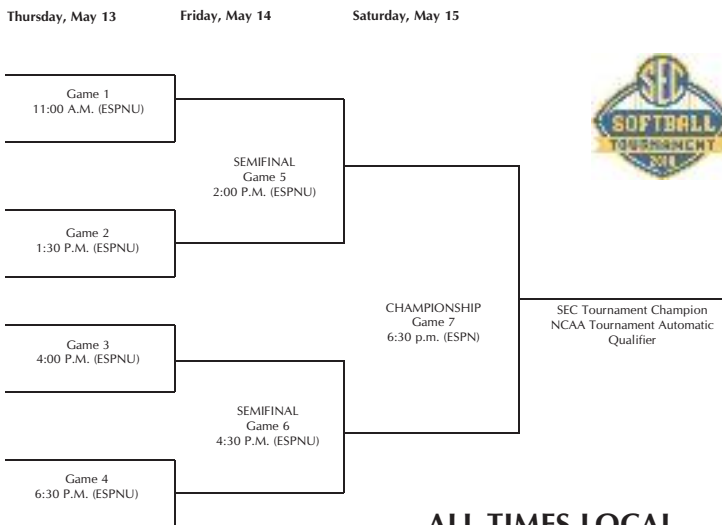 Thursday, May 13
Friday, May 14
Saturday, May 15
Game 1
11:00 A.M. (ESPNU)
SEC
SOFTBALL
TOURNAMENT
SEMIFINAL
Game 5
2:00 P.M. (ESPNU)
Game 2
1:30 P.M. (ESPNU)
CHAMPIONSHIP
Game 7
6:30 p.m. (ESPN)
SEC Tournament Champion
NCAA Tournament Automatic
Qualifier
Game 3
4:00 P.M. (ESPNU)
SEMIFINAL
Game 6
4:30 P.M. (ESPNU)
Game 4
6:30 P.M. (ESPNU)
ALL TIMES LOCAL